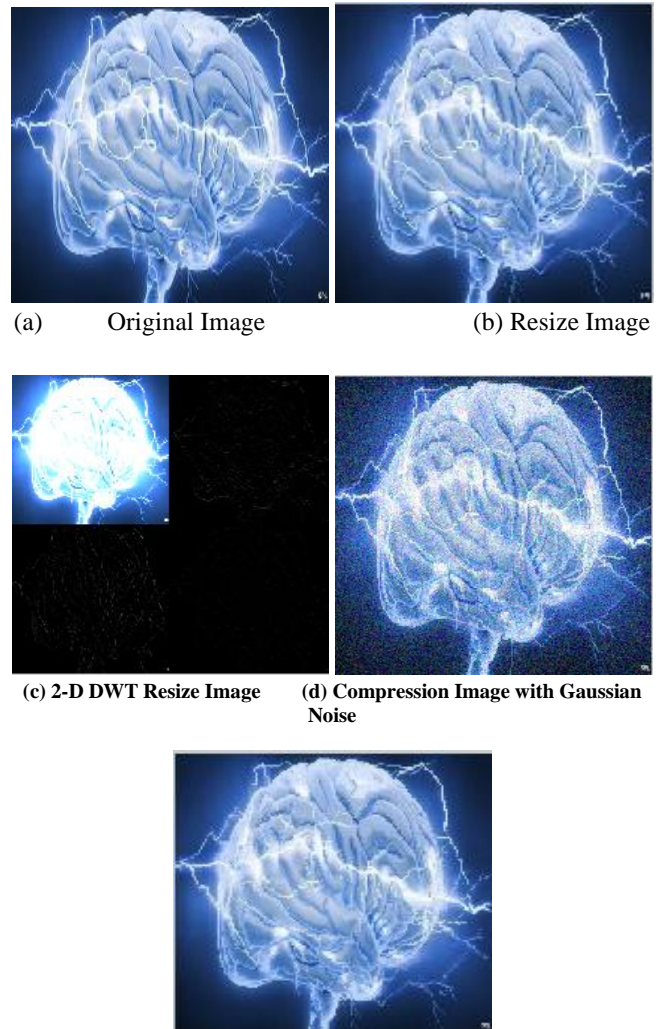 (a) Original Image (b) Resize Image
(c) 2-D DWT Resize Image (d) Compression Image with Gaussian
Noise